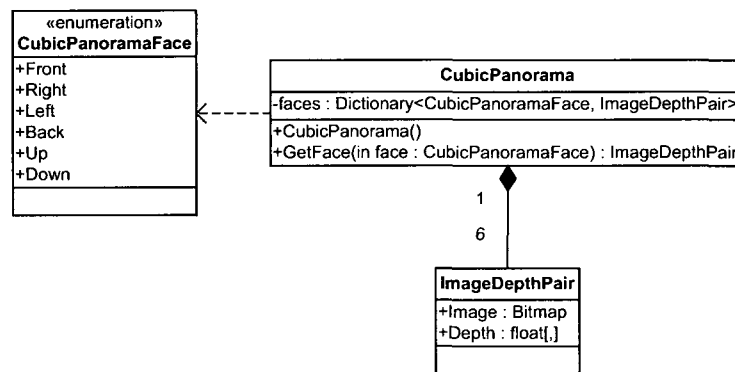 «enumeration»
CubicPanoramaFace
+Front
+Right
+Left
+Back
+Up
+Down
CubicPanorama
-faces : Dictionary<CubicPanoramaFace, ImageDepthPair>
+CubicPanorama()
+GetFace(in face : CubicPanoramaFace) : ImageDepthPair
1
6
ImageDepthPair
+Image : Bitmap
+Depth : float[,]